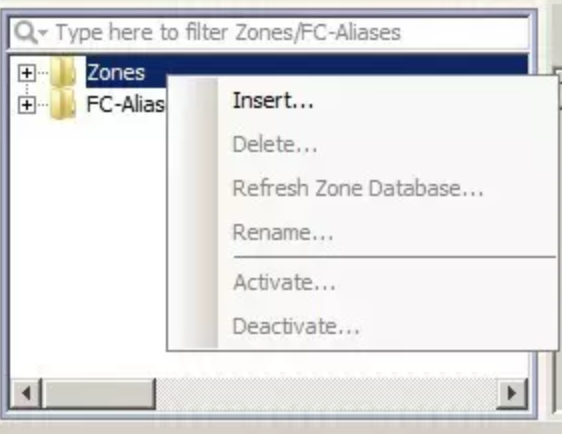 Type here to filter Zones/FC-Aliases
Zones
FC-Alias
Insert...
Delete...
Refresh Zone Database...
Rename...
Activate...
Deactivate...